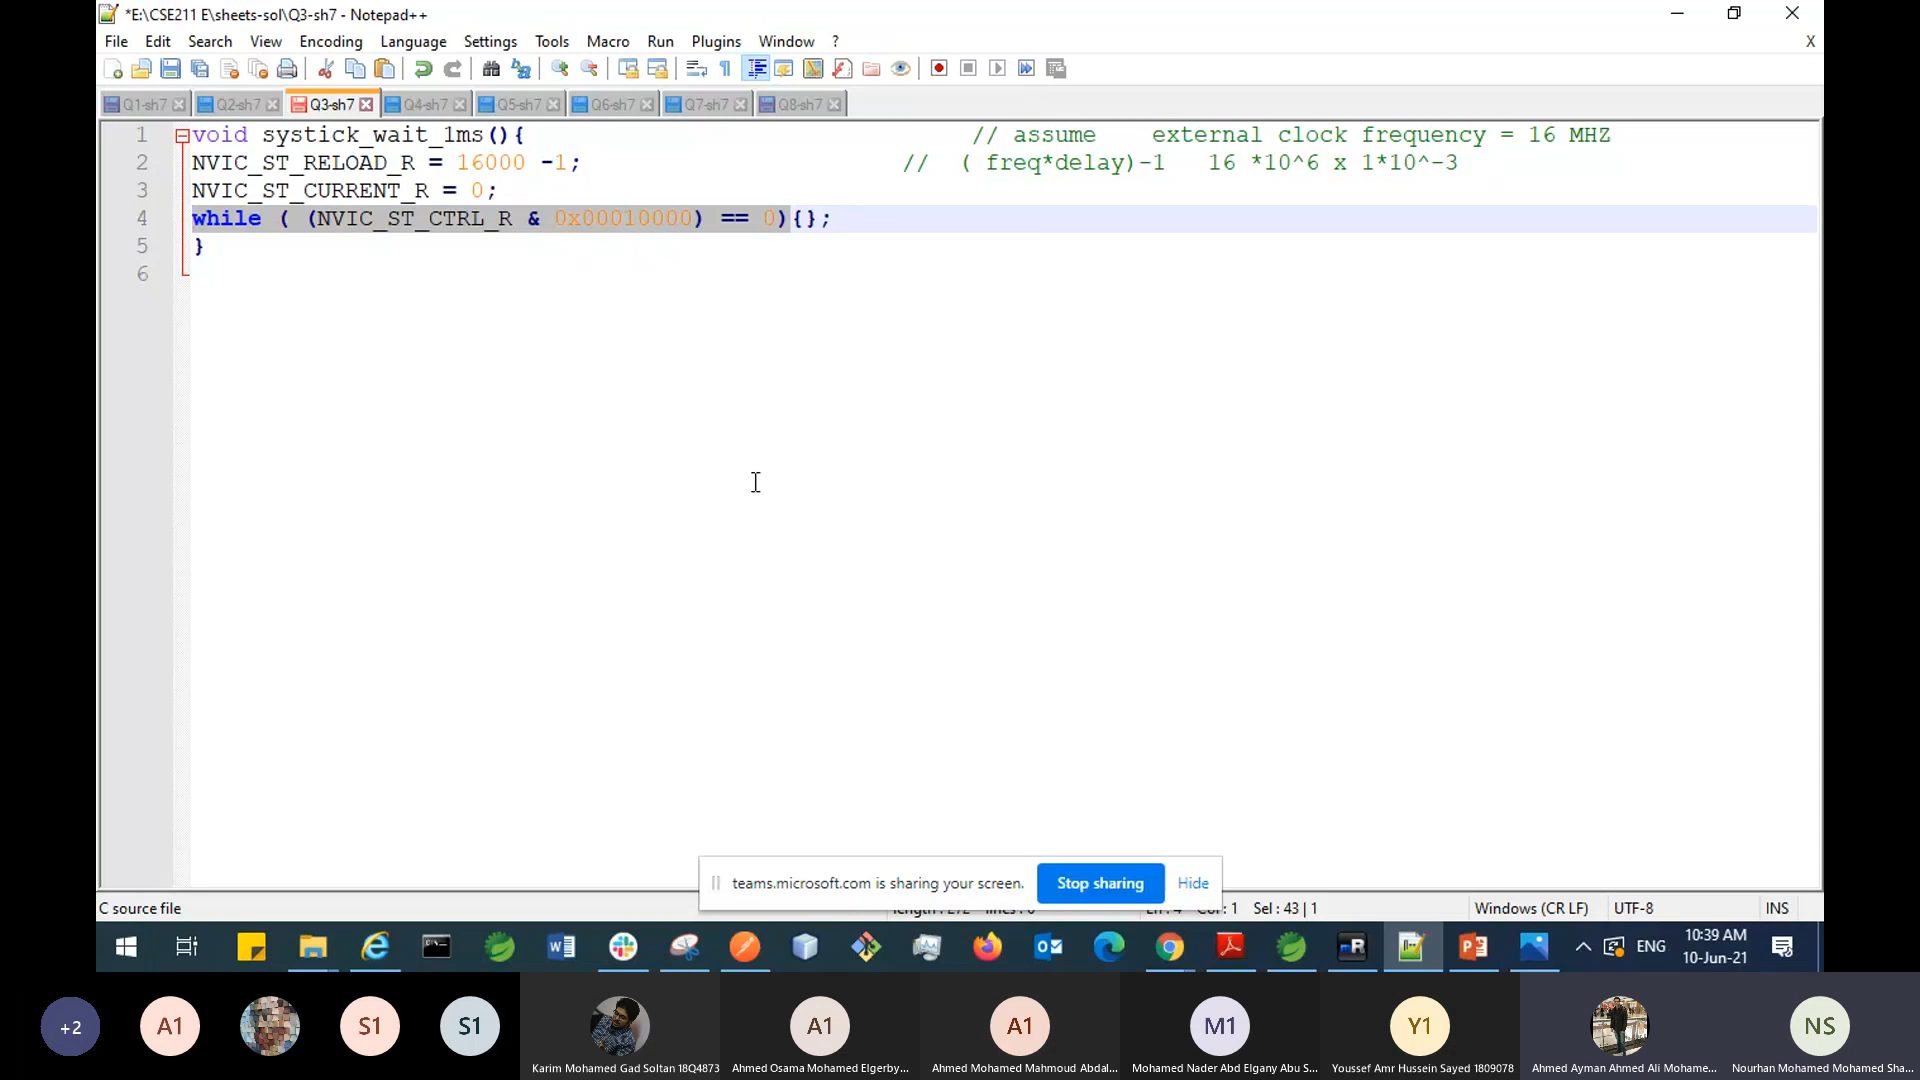 *E:\CSE211 E\sheets-sol\Q3-sh7 - Notepad++
File Edit Search View Encoding Language Settings Tools Macro Run Plugins Window ? X
Q1-sh7 Q2-sh7 Q3-sh7 Q4-sh7 Q5-sh7 Q6-sh7 Q7-sh7 Q8-sh7
1 void systick_wait_1ms(){ // assume external clock frequency = 16 MHZ
2 NVIC_ST_RELOAD_R = 16000 -1; // ( freq*delay)-1 16 *10^6 x 1*10^-3
3 NVIC_ST_CURRENT_R = 0;
4 while ( (NVIC_ST_CTRL_R & 0x00010000) == 0){};
5 }
6
teams.microsoft.com is sharing your screen. Stop sharing Hide
C source file Sel : 43 | 1 Windows (CR LF) UTF-8 INS
ENG
10:39 AM
10-Jun-21
+2 A1 S1 S1 A1 A1 M1 Y1 NS
Karim Mohamed Gad Soltan 18Q4873 Ahmed Osama Mohamed Elgerby... Ahmed Mohamed Mahmoud Abdal... Mohamed Nader Abd Elgany Abu S... Youssef Amr Hussein Sayed 1809078 Ahmed Ayman Ahmed Ali Mohame... Nourhan Mohamed Mohamed Sha...